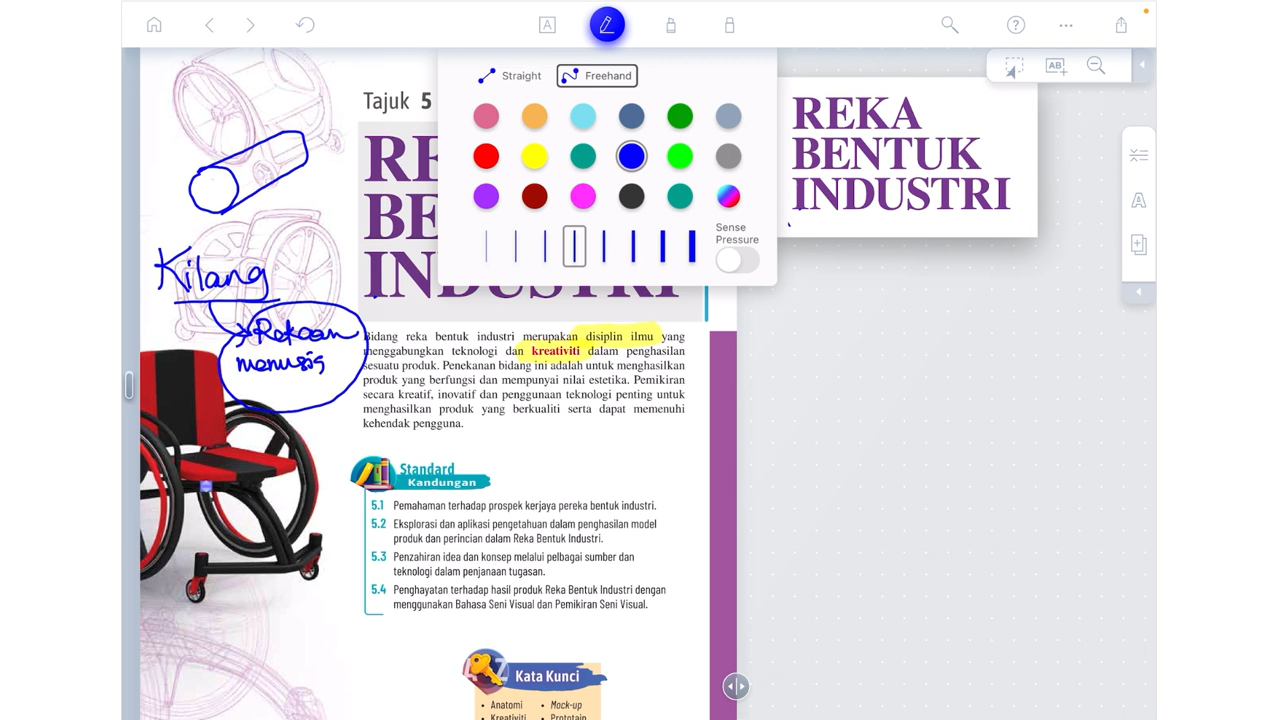 A
Straight
Freehand
Sense
Pressure
AB
A
Tajuk 5
RE
BE
INDUSTRI
REKA
BENTUK
INDUSTRI
Kilang
Rekaan
manusia
Bidang reka bentuk industri merupakan disiplin ilmu yang
menggabungkan teknologi dan kreativiti dalam penghasilan
sesuatu produk. Penekanan bidang ini adalah untuk menghasilkan
produk yang berfungsi dan mempunyai nilai estetika. Pemikiran
secara kreatif, inovatif dan penggunaan teknologi penting untuk
menghasilkan produk yang berkualiti serta dapat memenuhi
kehendak pengguna.
Standard
Kandungan
5.1 Pemahaman terhadap prospek kerjaya pereka bentuk industri.
5.2 Eksplorasi dan aplikasi pengetahuan dalam penghasilan model
produk dan perincian dalam Reka Bentuk Industri.
5.3 Penzahiran idea dan konsep melalui pelbagai sumber dan
teknologi dalam penjanaan tugasan.
5.4 Penghayatan terhadap hasil produk Reka Bentuk Industri dengan
menggunakan Bahasa Seni Visual dan Pemikiran Seni Visual.
Kata Kunci
• Anatomi • Mock-up
• Kreativiti • Prototaip